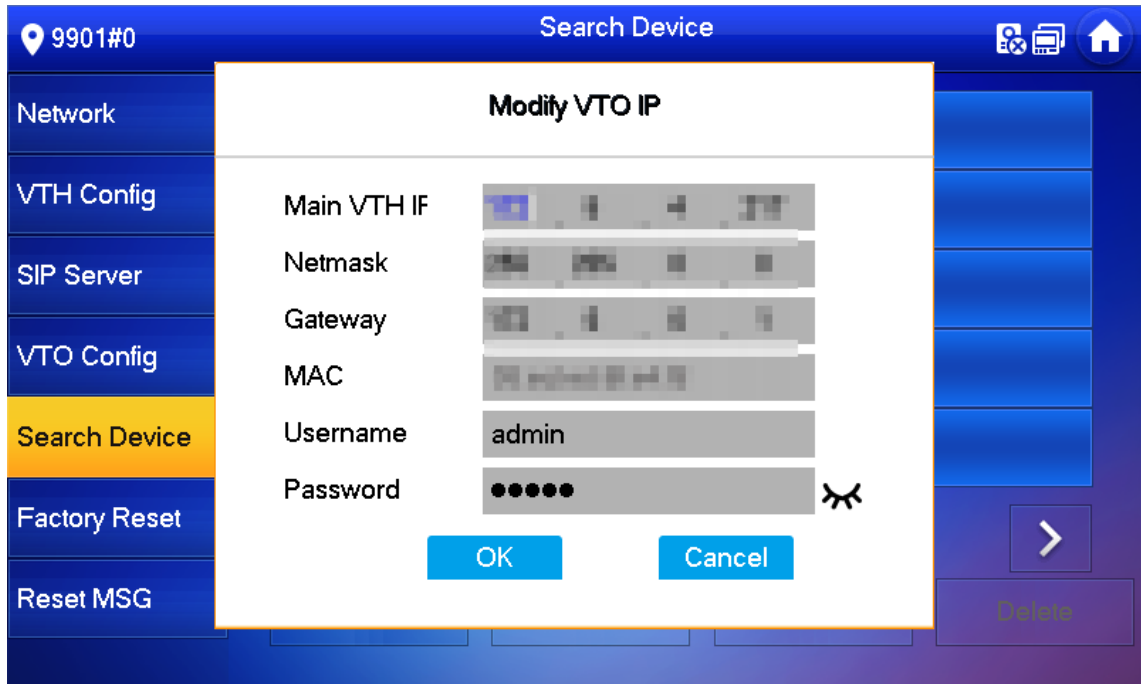 9901#0
Search Device
Network
VTH Config
SIP Server
VTO Config
Search Device
Factory Reset
Reset MSG
Modify VTO IP
Main VTH IP
Netmask
Gateway
MAC
Username
admin
Password
●●●●●
OK
Cancel
Delete